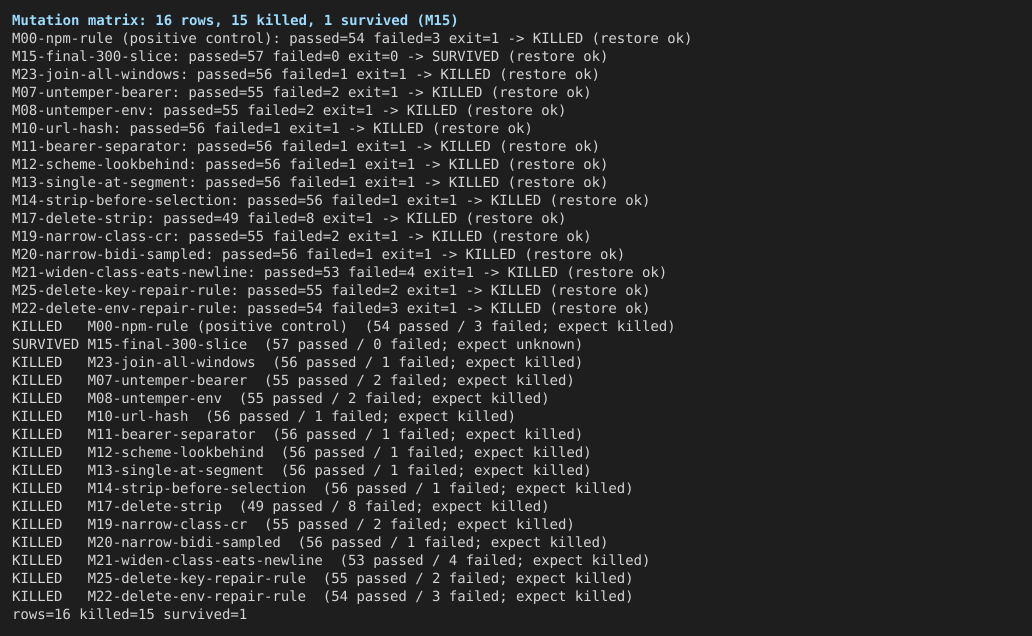 Mutation matrix: 16 rows, 15 killed, 1 survived (M15)
M00-npm-rule (positive control): passed=54 failed=3 exit=1 -> KILLED (restore ok)
M15-final-300-slice: passed=57 failed=0 exit=0 -> SURVIVED (restore ok)
M23-join-all-windows: passed=56 failed=1 exit=1 -> KILLED (restore ok)
M07-untemper-bearer: passed=55 failed=2 exit=1 -> KILLED (restore ok)
M08-untemper-env: passed=55 failed=2 exit=1 -> KILLED (restore ok)
M10-url-hash: passed=56 failed=1 exit=1 -> KILLED (restore ok)
M11-bearer-separator: passed=56 failed=1 exit=1 -> KILLED (restore ok)
M12-scheme-lookbehind: passed=56 failed=1 exit=1 -> KILLED (restore ok)
M13-single-at-segment: passed=56 failed=1 exit=1 -> KILLED (restore ok)
M14-strip-before-selection: passed=56 failed=1 exit=1 -> KILLED (restore ok)
M17-delete-strip: passed=49 failed=8 exit=1 -> KILLED (restore ok)
M19-narrow-class-cr: passed=55 failed=2 exit=1 -> KILLED (restore ok)
M20-narrow-bidi-sampled: passed=56 failed=1 exit=1 -> KILLED (restore ok)
M21-widen-class-eats-newline: passed=53 failed=4 exit=1 -> KILLED (restore ok)
M25-delete-key-repair-rule: passed=55 failed=2 exit=1 -> KILLED (restore ok)
M22-delete-env-repair-rule: passed=54 failed=3 exit=1 -> KILLED (restore ok)
KILLED   M00-npm-rule (positive control)  (54 passed / 3 failed; expect killed)
SURVIVED M15-final-300-slice  (57 passed / 0 failed; expect unknown)
KILLED   M23-join-all-windows  (56 passed / 1 failed; expect killed)
KILLED   M07-untemper-bearer  (55 passed / 2 failed; expect killed)
KILLED   M08-untemper-env  (55 passed / 2 failed; expect killed)
KILLED   M10-url-hash  (56 passed / 1 failed; expect killed)
KILLED   M11-bearer-separator  (56 passed / 1 failed; expect killed)
KILLED   M12-scheme-lookbehind  (56 passed / 1 failed; expect killed)
KILLED   M13-single-at-segment  (56 passed / 1 failed; expect killed)
KILLED   M14-strip-before-selection  (56 passed / 1 failed; expect killed)
KILLED   M17-delete-strip  (49 passed / 8 failed; expect killed)
KILLED   M19-narrow-class-cr  (55 passed / 2 failed; expect killed)
KILLED   M20-narrow-bidi-sampled  (56 passed / 1 failed; expect killed)
KILLED   M21-widen-class-eats-newline  (53 passed / 4 failed; expect killed)
KILLED   M25-delete-key-repair-rule  (55 passed / 2 failed; expect killed)
KILLED   M22-delete-env-repair-rule  (54 passed / 3 failed; expect killed)
rows=16 killed=15 survived=1